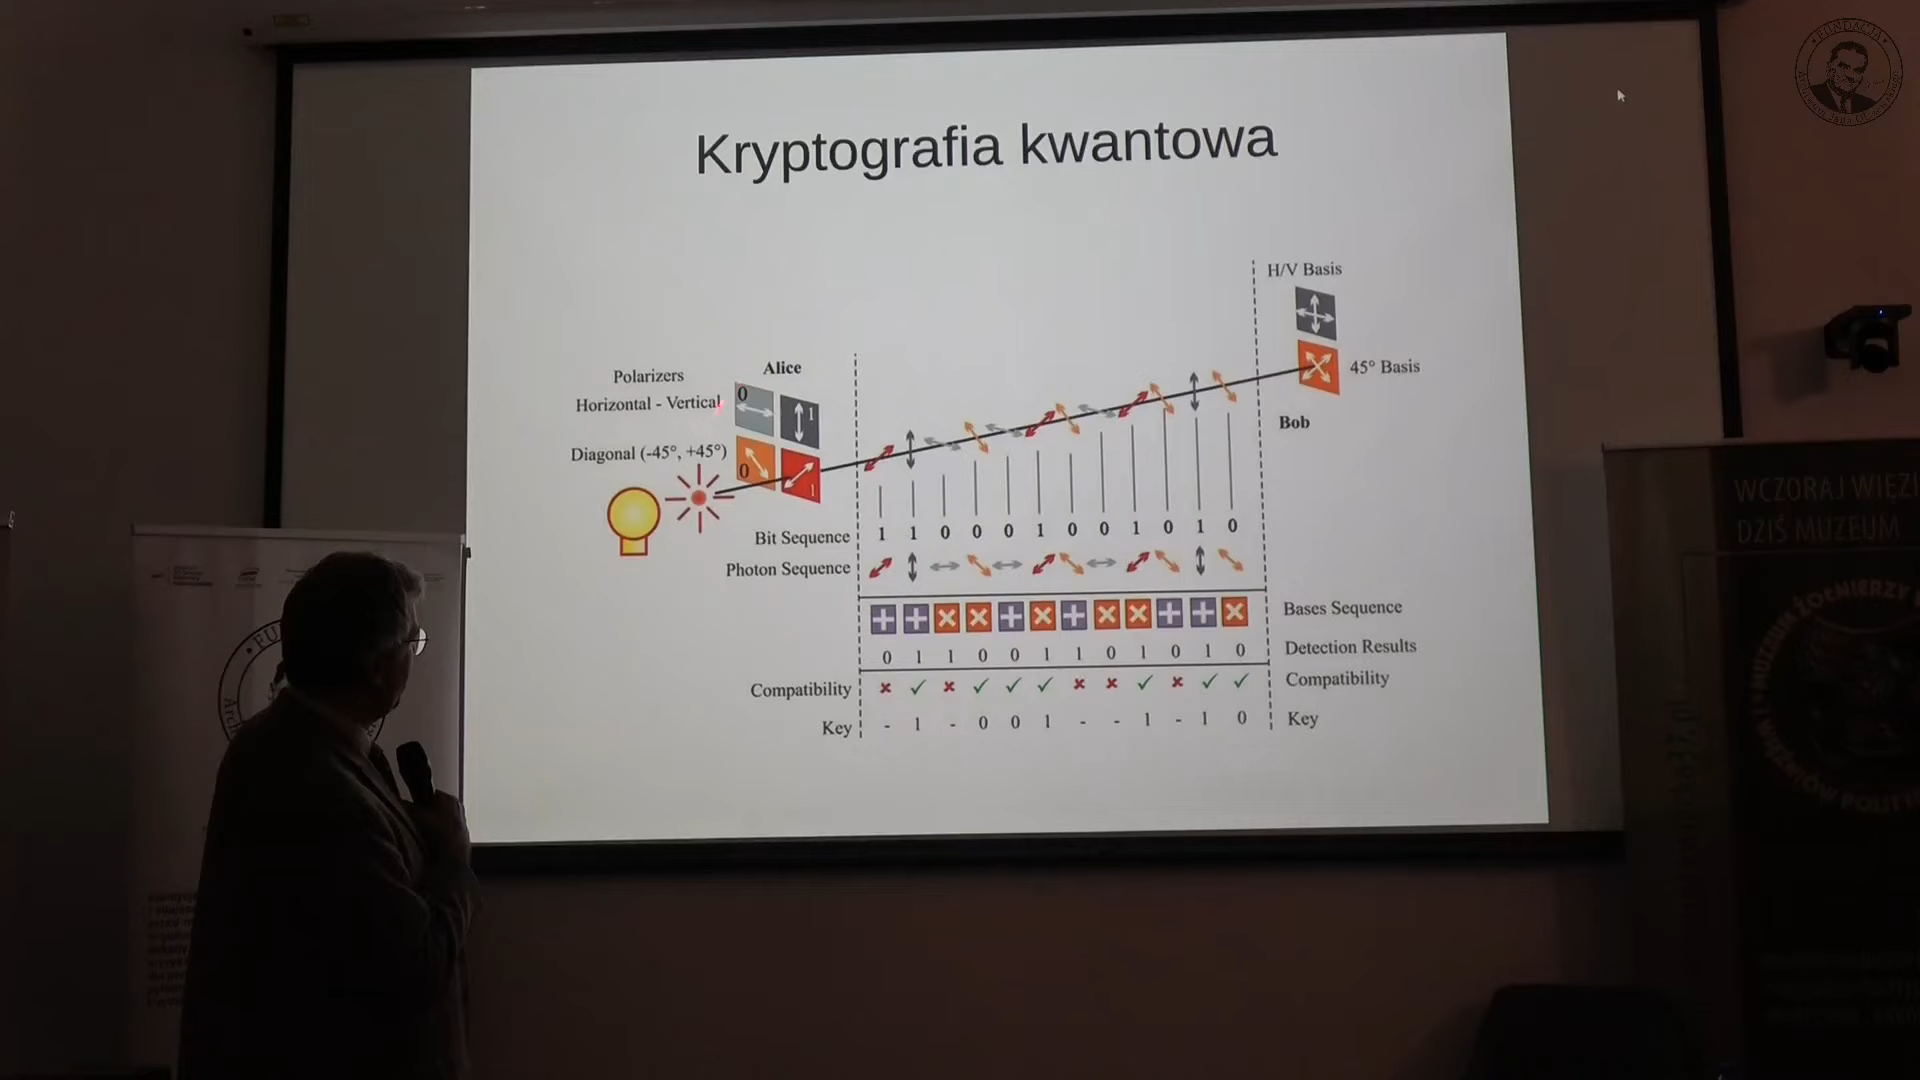 Kryptografia kwantowa
H/V Basis
45° Basis
Bob
Alice
Polarizers
Horizontal - Vertical
0 1
Diagonal (-45°, +45°)
0 1
Bit Sequence 1 1 0 0 0 1 0 0 1 0 1 0
Photon Sequence
Bases Sequence
0 1 1 0 0 1 1 0 1 0 1 0 Detection Results
Compatibility × ✓ × ✓ ✓ ✓ × × ✓ × ✓ ✓ Compatibility
Key - 1 - 0 0 1 - - 1 - 1 0 Key
WCZORAJ WIĘZI
DZIŚ MUZEUM
FUNDACJA